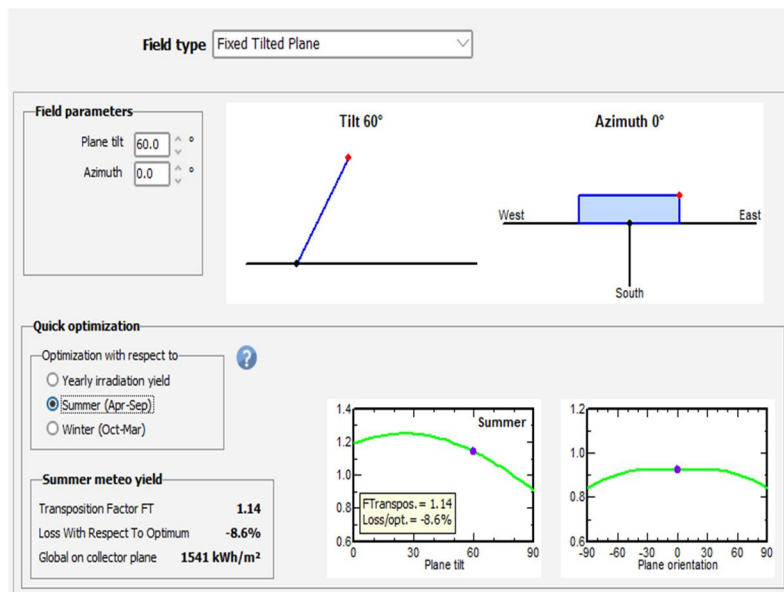 Field type Fixed Tilted Plane
Field parameters
Plane tilt 60.0 °
Azimuth 0.0 °
Tilt 60°
Azimuth 0°
West East
South
Quick optimization
Optimization with respect to
Yearly irradiation yield
Summer (Apr-Sep)
Winter (Oct-Mar)
?
Summer meteo yield
Transposition Factor FT 1.14
Loss With Respect To Optimum -8.6%
Global on collector plane 1541 kWh/m²
1.4
1.2
1.0
0.8
0.6
Summer
FTranspos.= 1.14
Loss/opt.= -8.6%
0 30 60 90
Plane tilt
1.2
1.0
0.8
0.6
-90 -60 -30 0 30 60 90
Plane orientation